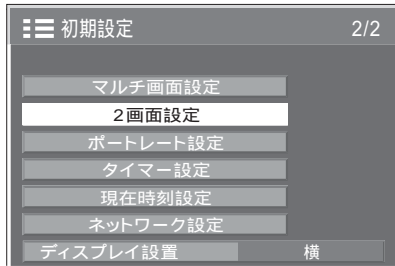 初期設定 2/2
マルチ画面設定
2画面設定
ポートレート設定
タイマー設定
現在時刻設定
ネットワーク設定
ディスプレイ設置 横